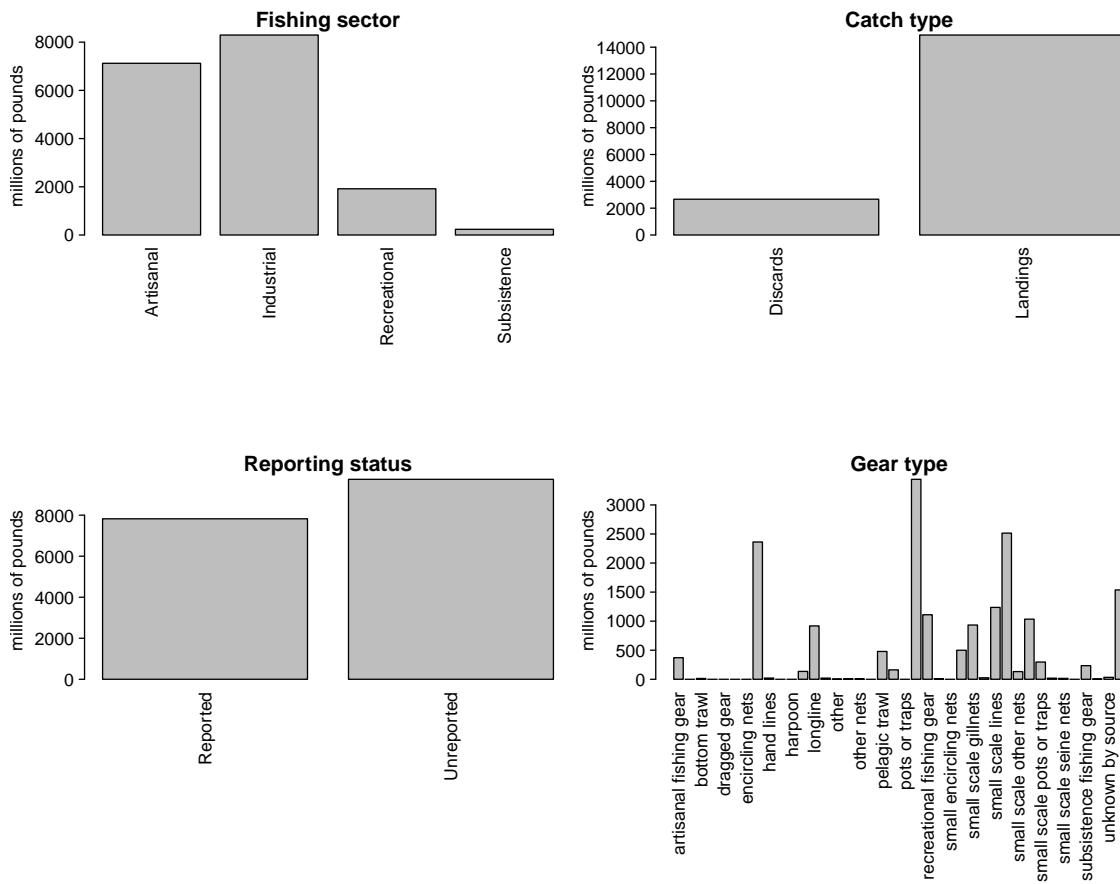 Fishing sector
millions of pounds
8000
6000
4000
2000
0
Artisanal
Industrial
Recreational
Subsistence
Catch type
millions of pounds
14000
12000
10000
8000
6000
4000
2000
0
Discards
Landings
Reporting status
millions of pounds
8000
6000
4000
2000
0
Reported
Unreported
Gear type
millions of pounds
3000
2500
2000
1500
1000
500
0
artisanal fishing gear
bottom trawl
dragged gear
encircling nets
hand lines
harpoon
longline
other
other nets
pelagic trawl
pots or traps
recreational fishing gear
small encircling nets
small scale gillnets
small scale lines
small scale other nets
small scale pots or traps
small scale seine nets
subsistence fishing gear
unknown by source